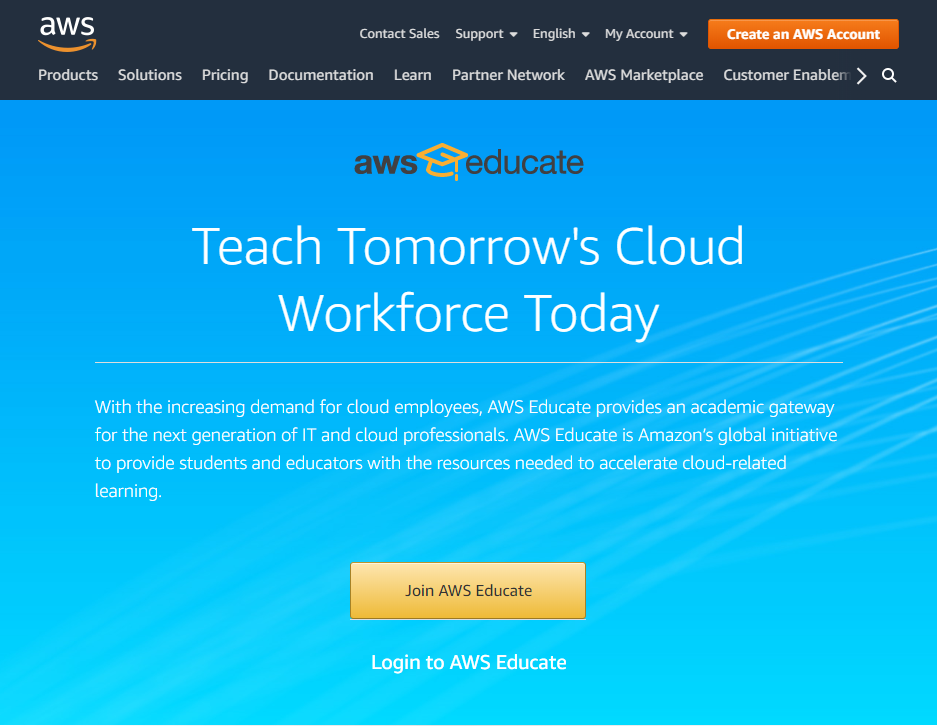 aws
Contact Sales Support English My Account Create an AWS Account
Products Solutions Pricing Documentation Learn Partner Network AWS Marketplace Customer Enablem
aws educate
Teach Tomorrow's Cloud
Workforce Today
With the increasing demand for cloud employees, AWS Educate provides an academic gateway
for the next generation of IT and cloud professionals. AWS Educate is Amazon’s global initiative
to provide students and educators with the resources needed to accelerate cloud-related
learning.
Join AWS Educate
Login to AWS Educate